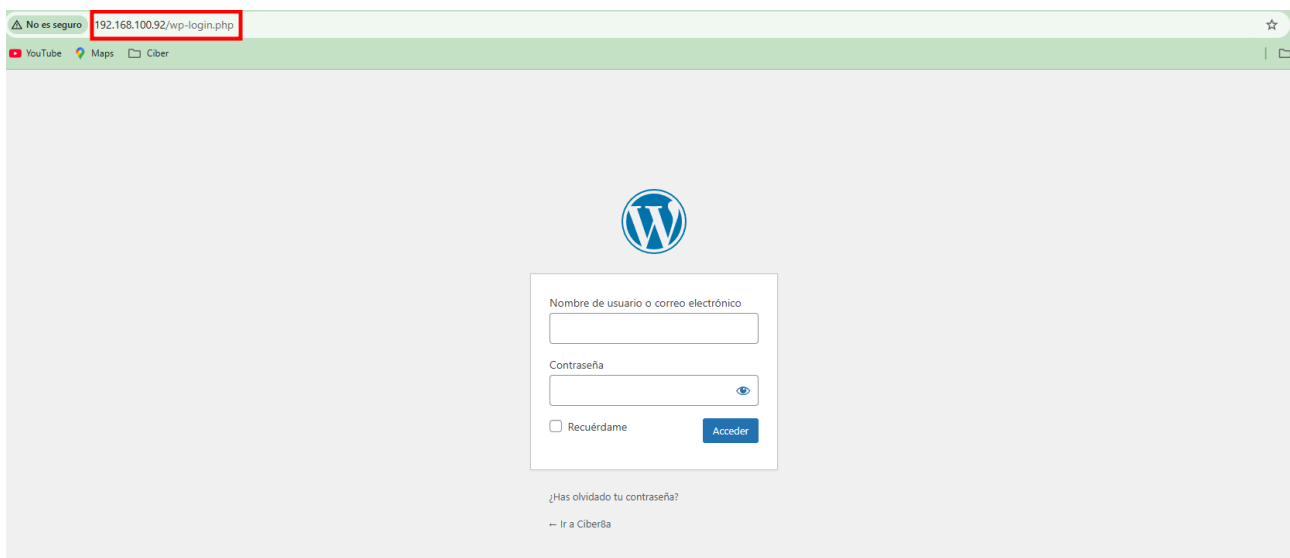 No es seguro 192.168.100.92/wp-login.php
YouTube Maps Ciber
Nombre de usuario o correo electrónico
Contraseña
Recuérdame Acceder
¿Has olvidado tu contraseña?
← Ir a Ciber8a